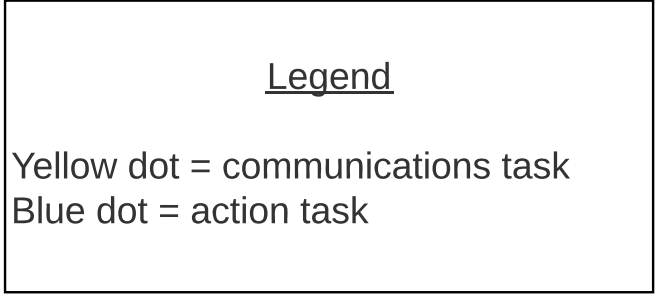 Legend
Yellow dot = communications task
Blue dot = action task